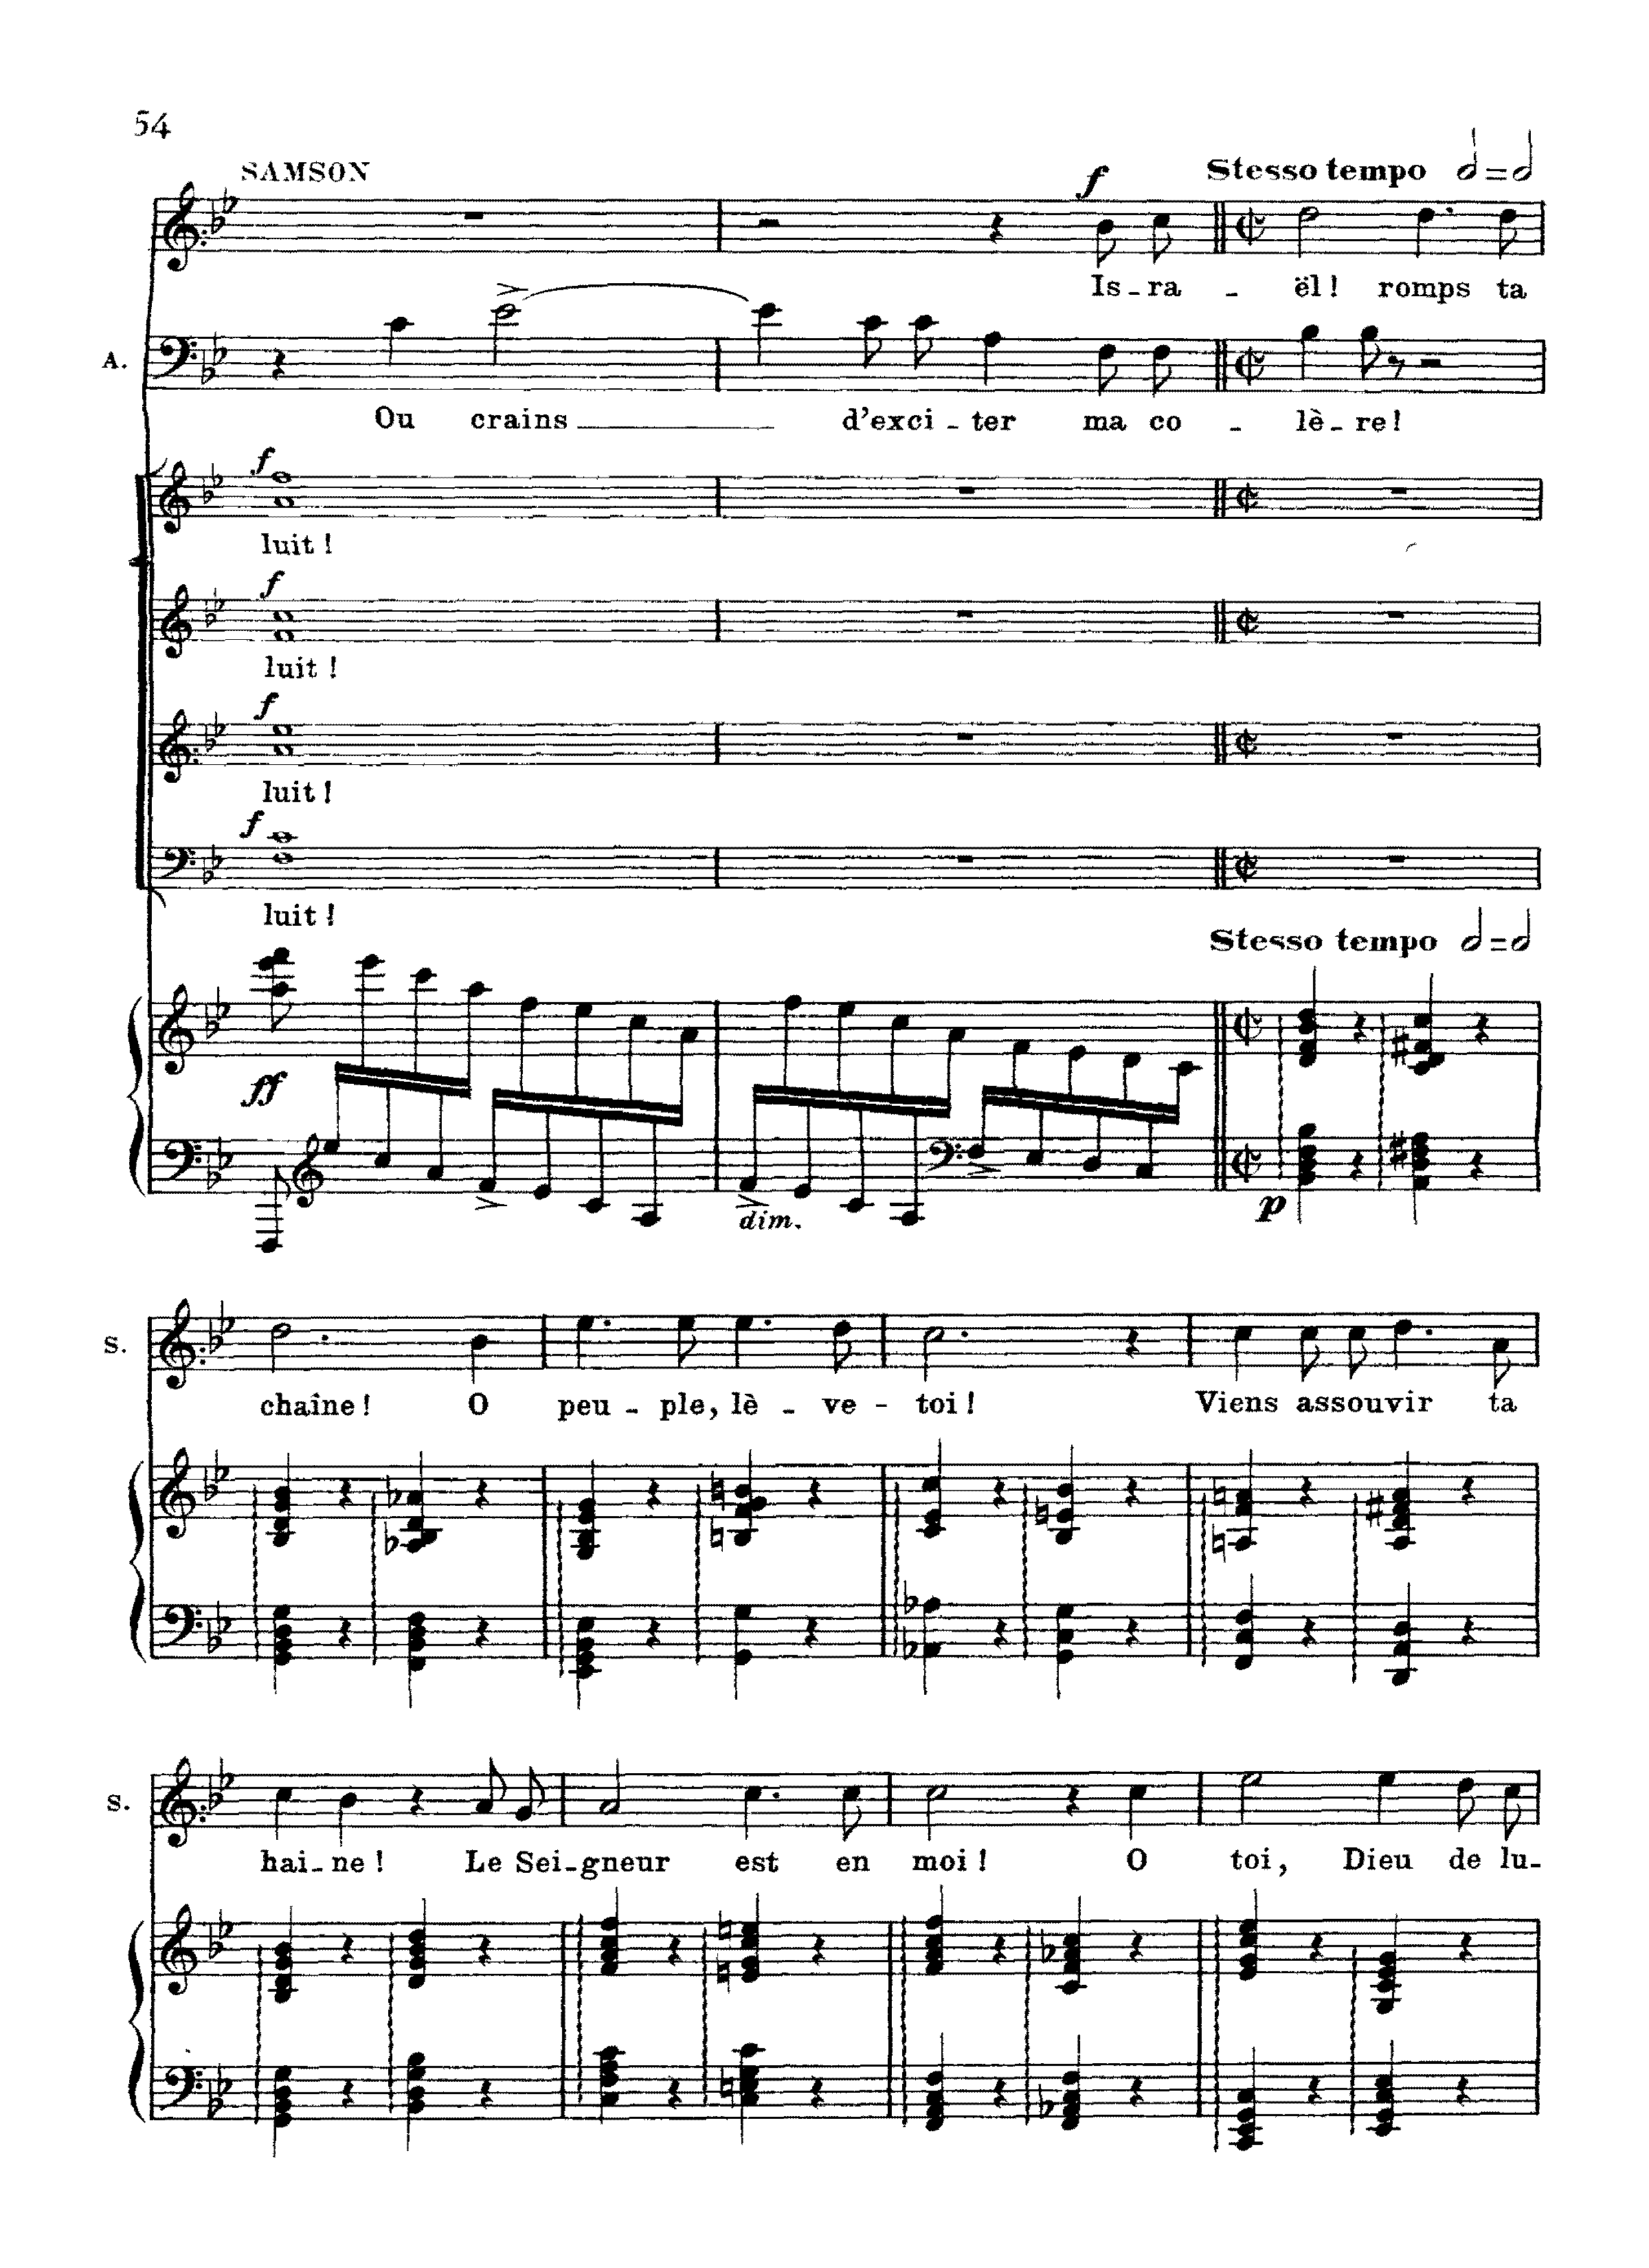 54
SAMSON
f
Stesso tempo
Is - ra - ël! romps ta
A.
Ou crains d'exci - ter ma co - lè - re!
f
luit!
f
luit!
f
luit!
f
luit!
Stesso tempo
ff
dim.
p
S.
chaîne! O peu - ple, lè - ve - toi! Viens assouvir ta
S.
hai - ne! Le Sei - gneur est en moi! O toi, Dieu de lu -